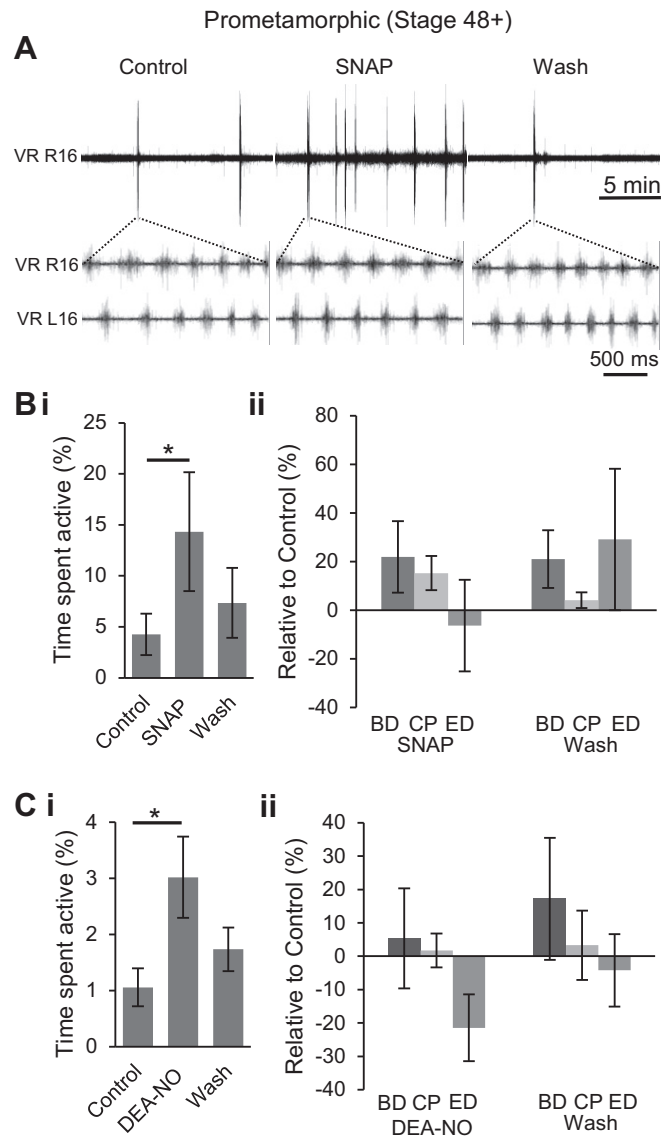 Prometamorphic (Stage 48+)
A
Control SNAP Wash
VR R16
5 min
VR R16
VR L16
500 ms
B i
Time spent active (%)
25
20
15
10
5
0
*
Control SNAP Wash
ii
Relative to Control (%)
80
60
40
20
0
-20
-40
BD CP ED BD CP ED
SNAP Wash
C i
Time spent active (%)
4
3
2
1
0
*
Control DEA-NO Wash
ii
Relative to Control (%)
40
30
20
10
0
-10
-20
-30
40
BD CP ED BD CP ED
DEA-NO Wash